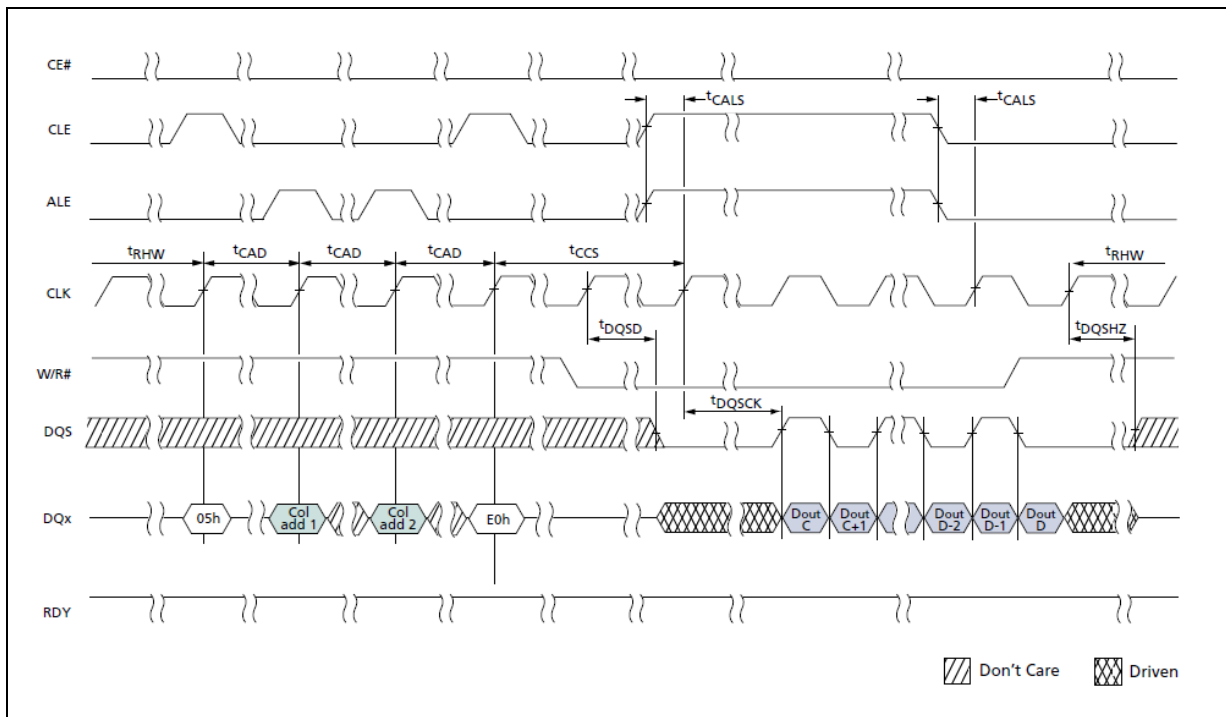 CE#
tCALS
tCALS
CLE
ALE
tRHW
tCAD
tCAD
tCAD
tCCS
tRHW
CLK
tDQSD
tDQSHZ
W/R#
tDQSCK
DQS
DQx
05h
Col
add 1
Col
add 2
E0h
Dout
C
Dout
C+1
Dout
D-2
Dout
D-1
Dout
D
RDY
Don't Care
Driven